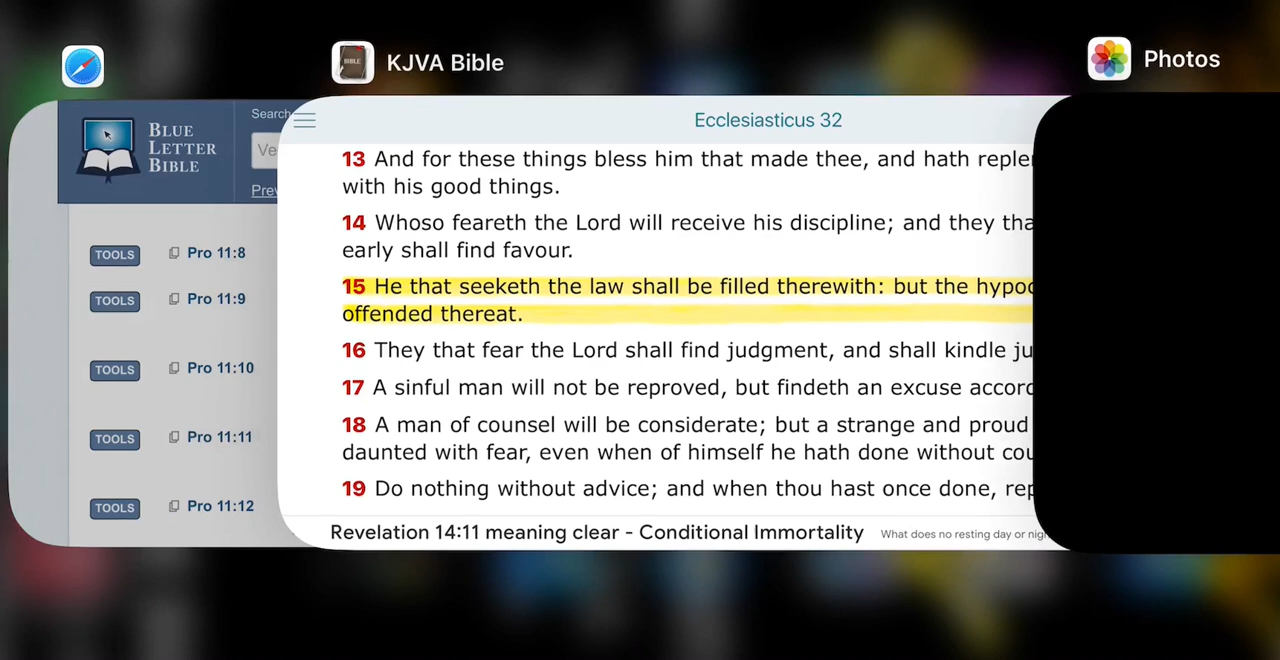 KJVA Bible
Photos
BLUE
LETTER
BIBLE
Search
Ve
Prev
TOOLS Pro 11:8
TOOLS Pro 11:9
TOOLS Pro 11:10
TOOLS Pro 11:11
TOOLS Pro 11:12
BIBLE
Ecclesiasticus 32
13 And for these things bless him that made thee, and hath reple
with his good things.
14 Whoso feareth the Lord will receive his discipline; and they tha
early shall find favour.
15 He that seeketh the law shall be filled therewith: but the hypoc
offended thereat.
16 They that fear the Lord shall find judgment, and shall kindle ju
17 A sinful man will not be reproved, but findeth an excuse accord
18 A man of counsel will be considerate; but a strange and proud
daunted with fear, even when of himself he hath done without cou
19 Do nothing without advice; and when thou hast once done, rep
Revelation 14:11 meaning clear - Conditional Immortality What does no resting day or nigh